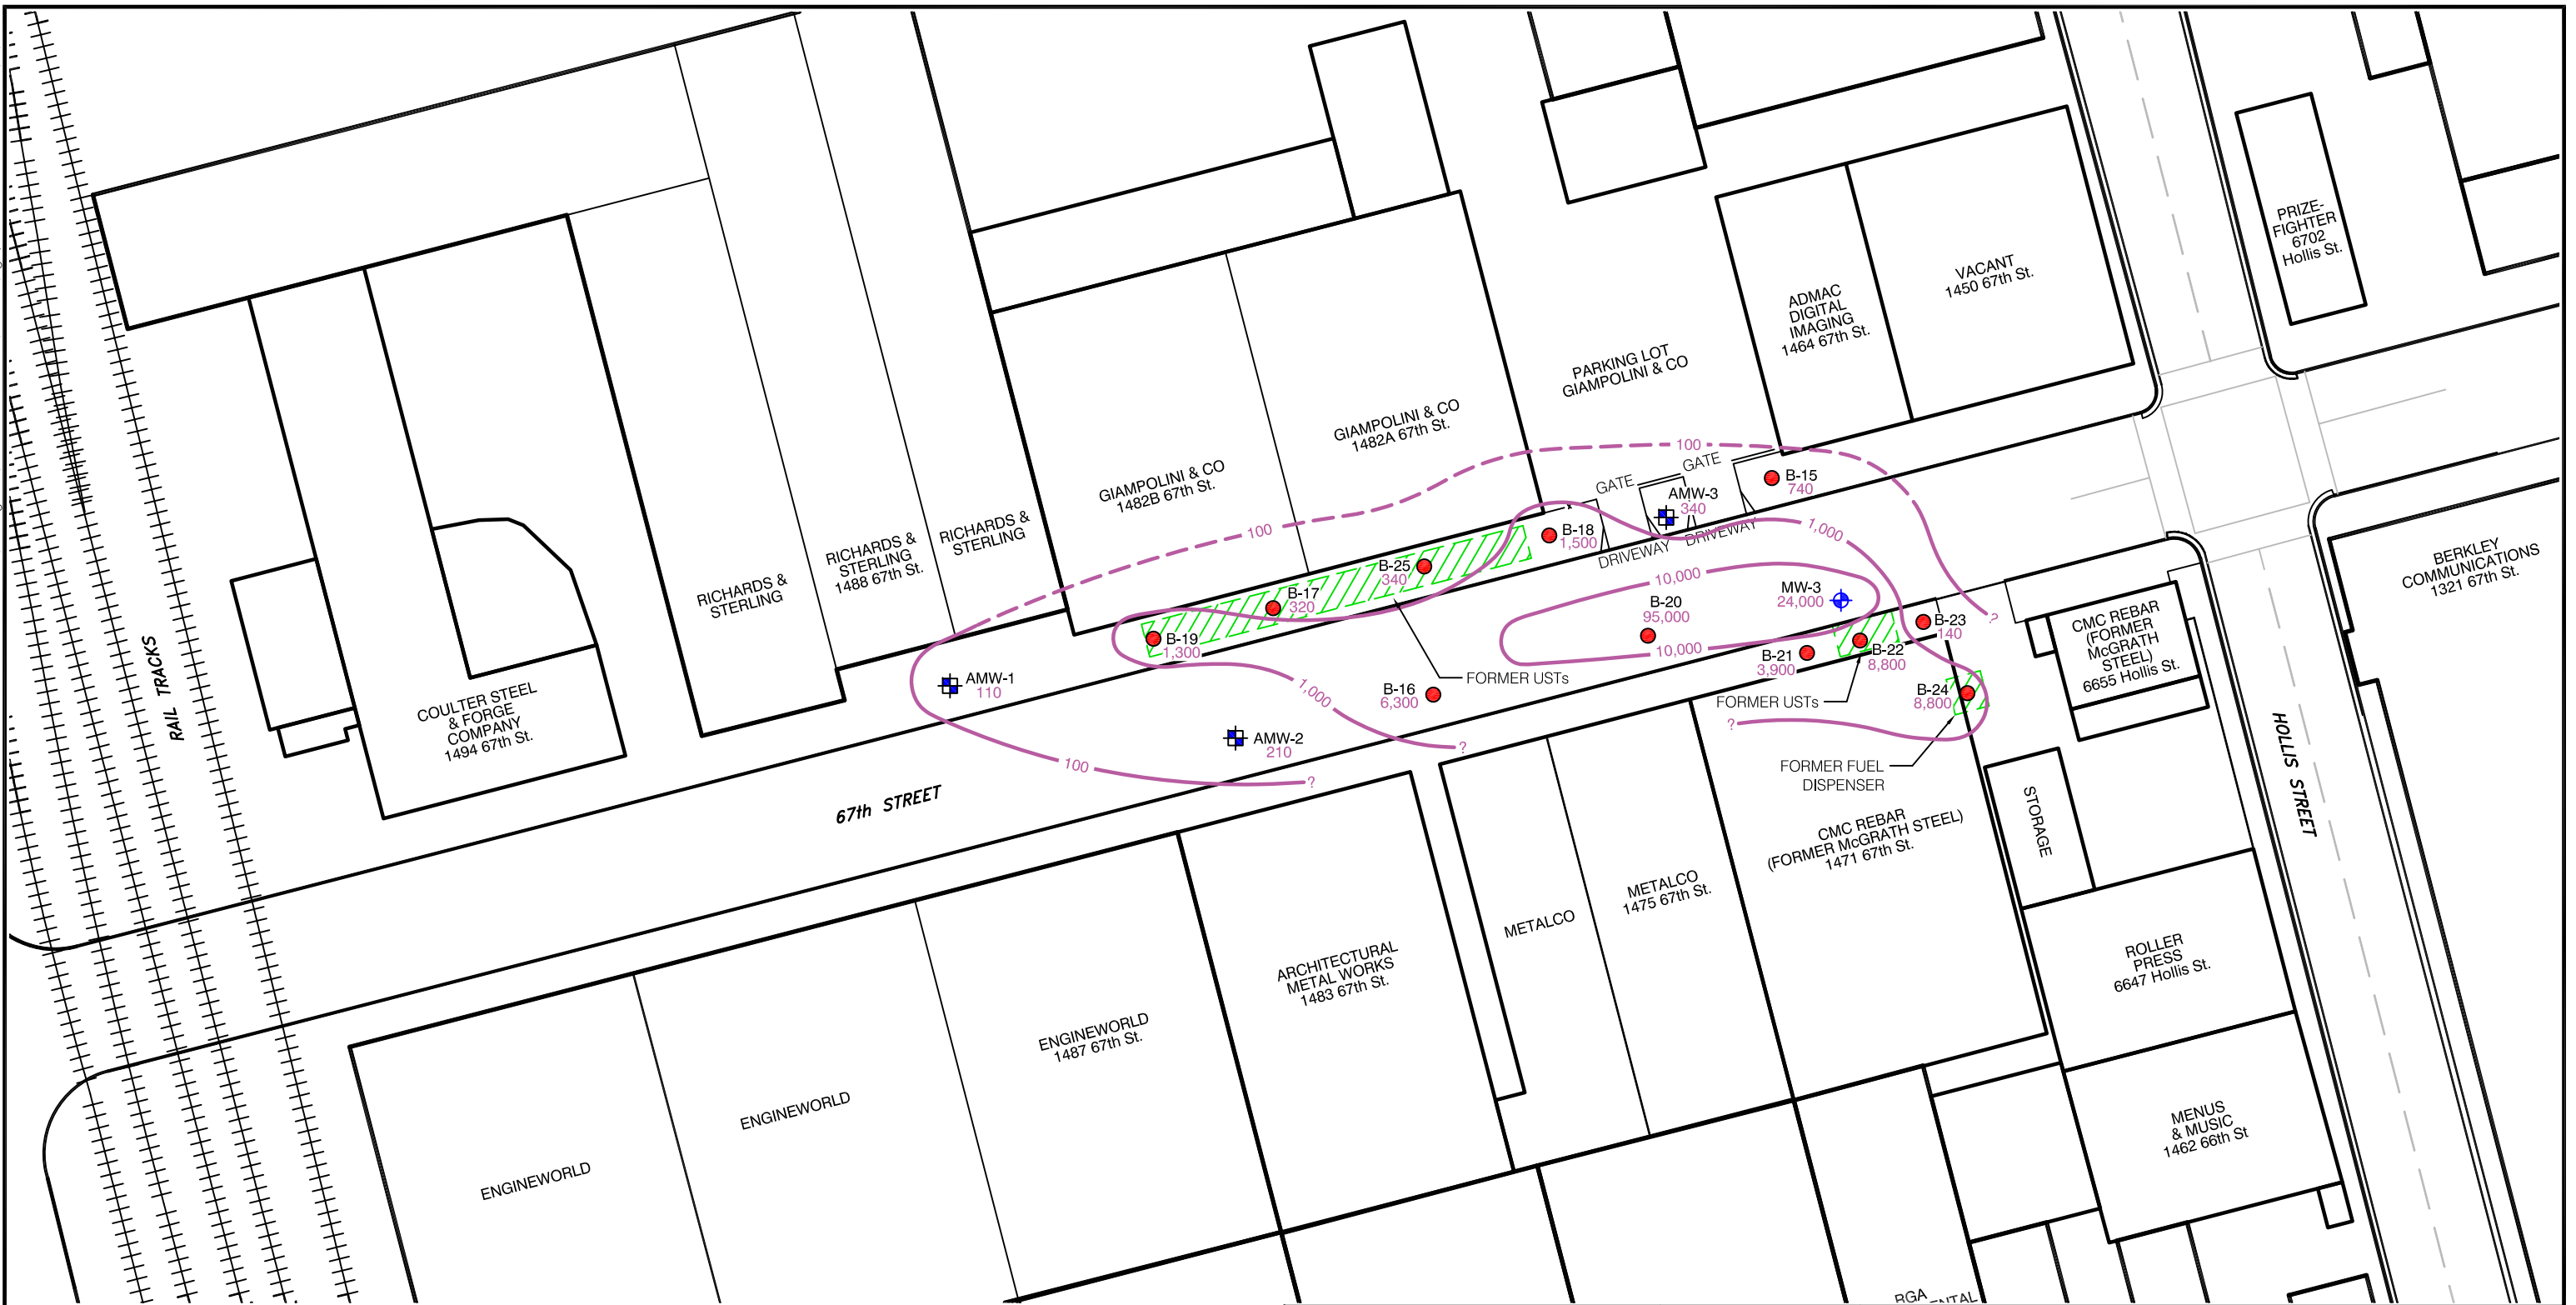 PRIZE-
FIGHTER
6702
Hollis St.
VACANT
1450 67th St.
ADMAC
DIGITAL
IMAGING
1464 67th St.
PARKING LOT
GIAMPOLINI & CO
GIAMPOLINI & CO
1482A 67th St.
GIAMPOLINI & CO
1482B 67th St.
RICHARDS &
STERLING
RICHARDS &
STERLING
1488 67th St.
RICHARDS &
STERLING
COULTER STEEL
& FORGE
COMPANY
1494 67th St.
RAIL TRACKS
BERKLEY
COMMUNICATIONS
1321 67th St.
100
100
GATE
GATE
B-15
740
AMW-3
340
B-18
1,500
DRIVEWAY
DRIVEWAY
1,000
B-25
340
B-17
320
B-19
1,300
10,000
B-20
95,000
10,000
MW-3
24,000
B-23
140
B-22
8,800
B-21
3,900
B-24
8,800
?
?
FORMER USTs
FORMER USTs
FORMER FUEL
DISPENSER
B-16
6,300
1,000
?
AMW-1
110
AMW-2
210
100
?
67th STREET
CMC REBAR
(FORMER
McGRATH
STEEL)
6655 Hollis St.
HOLLIS STREET
STORAGE
CMC REBAR
(FORMER McGRATH STEEL)
1471 67th St.
METALCO
1475 67th St.
METALCO
ARCHITECTURAL
METAL WORKS
1483 67th St.
ENGINEWORLD
1487 67th St.
ENGINEWORLD
ENGINEWORLD
ROLLER
PRESS
6647 Hollis St.
MENUS
& MUSIC
1462 66th St
RGA